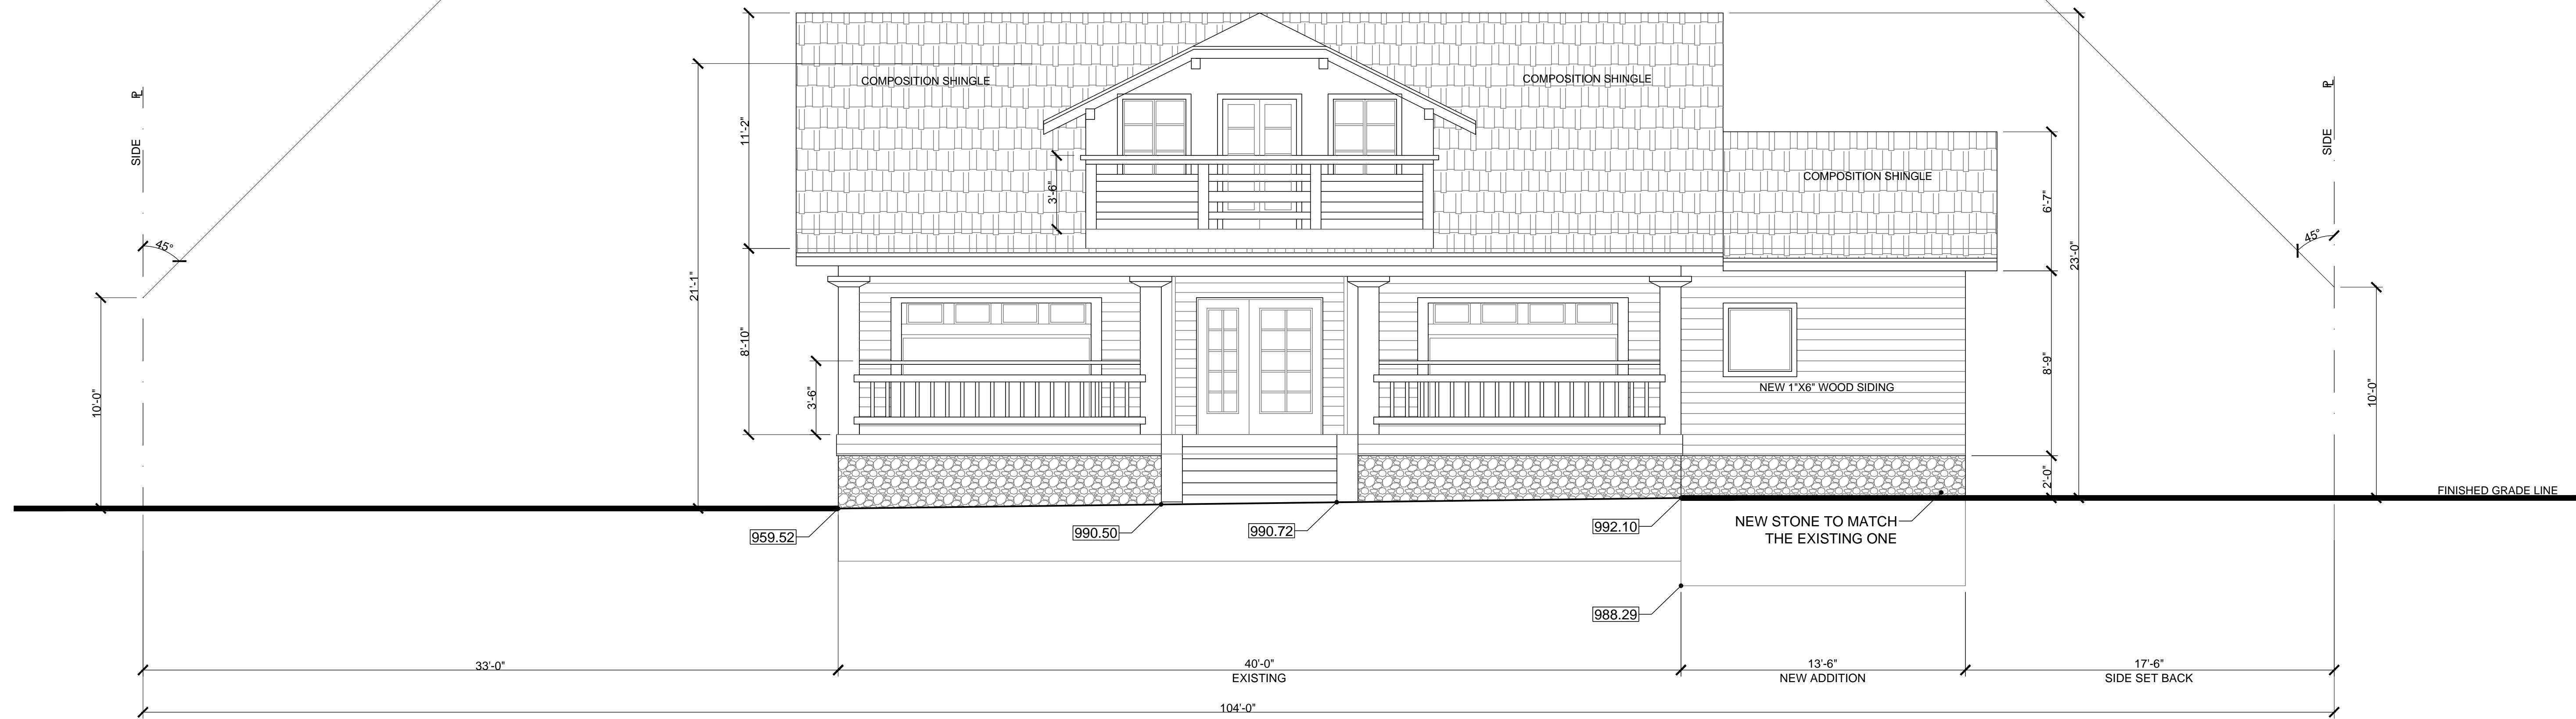 COMPOSITION SHINGLE
COMPOSITION SHINGLE
COMPOSITION SHINGLE
SIDE PL
SIDE PL
45°
45°
11'-2"
21'-1"
3'-6"
6'-7"
23'-0"
8'-10"
3'-6"
8'-9"
10'-0"
10'-0"
NEW 1"X6" WOOD SIDING
2'-0"
FINISHED GRADE LINE
959.52
990.50
990.72
992.10
NEW STONE TO MATCH
THE EXISTING ONE
988.29
33'-0"
40'-0"
EXISTING
13'-6"
NEW ADDITION
17'-6"
SIDE SET BACK
104'-0"